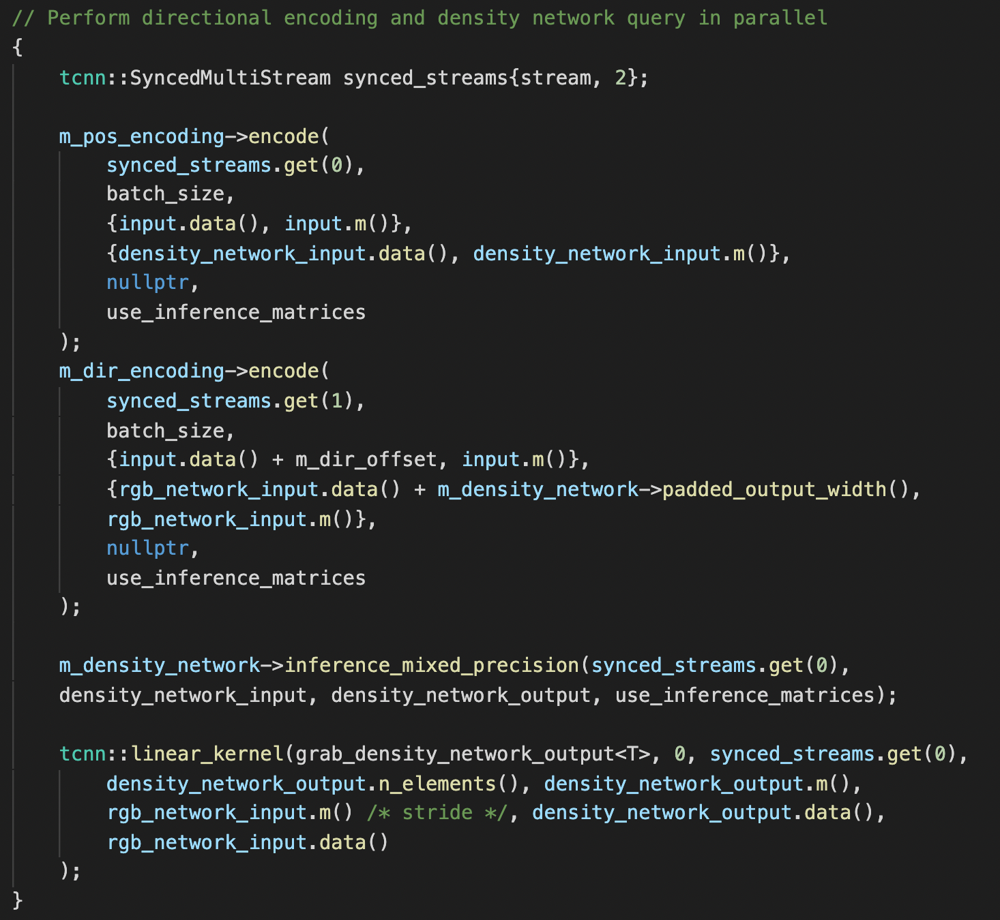 // Perform directional encoding and density network query in parallel
{
    tcnn::SyncedMultiStream synced_streams{stream, 2};

    m_pos_encoding->encode(
        synced_streams.get(0),
        batch_size,
        {input.data(), input.m()},
        {density_network_input.data(), density_network_input.m()},
        nullptr,
        use_inference_matrices
    );
    m_dir_encoding->encode(
        synced_streams.get(1),
        batch_size,
        {input.data() + m_dir_offset, input.m()},
        {rgb_network_input.data() + m_density_network->padded_output_width(),
        rgb_network_input.m()},
        nullptr,
        use_inference_matrices
    );

    m_density_network->inference_mixed_precision(synced_streams.get(0),
    density_network_input, density_network_output, use_inference_matrices);

    tcnn::linear_kernel(grab_density_network_output<T>, 0, synced_streams.get(0),
        density_network_output.n_elements(), density_network_output.m(),
        rgb_network_input.m() /* stride */, density_network_output.data(),
        rgb_network_input.data()
    );
}